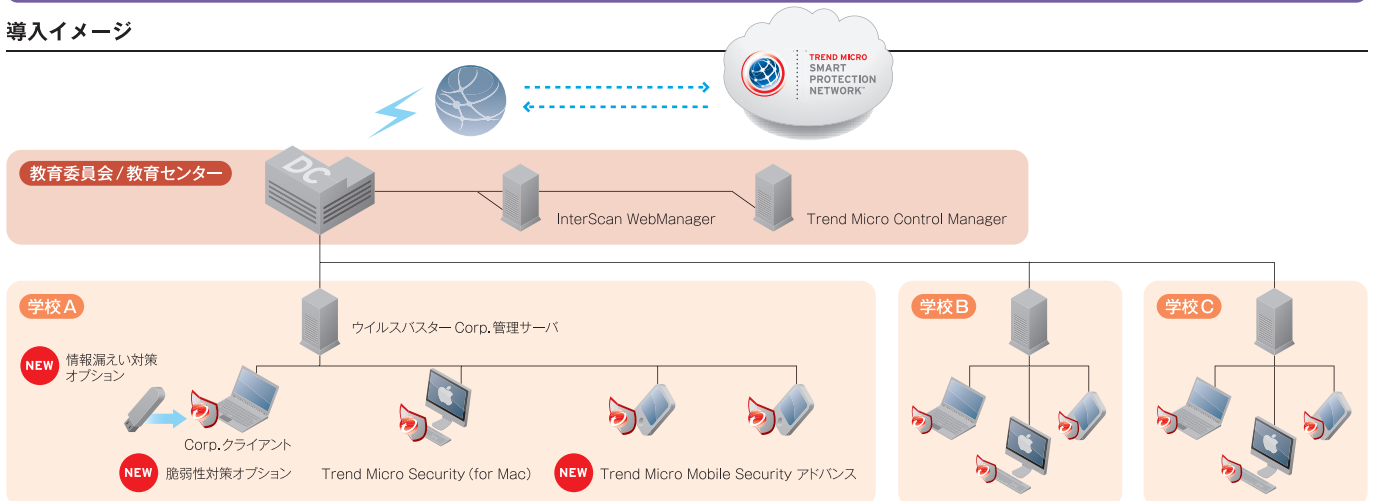 導入イメージ
TREND MICRO
SMART
PROTECTION
NETWORK™
教育委員会/教育センター
DC
InterScan WebManager
Trend Micro Control Manager
学校A
ウイルスバスター Corp.管理サーバ
NEW
情報漏えい対策
オプション
Corp.クライアント
NEW
脆弱性対策オプション
Trend Micro Security (for Mac)
NEW
Trend Micro Mobile Security アドバンス
学校B
学校C